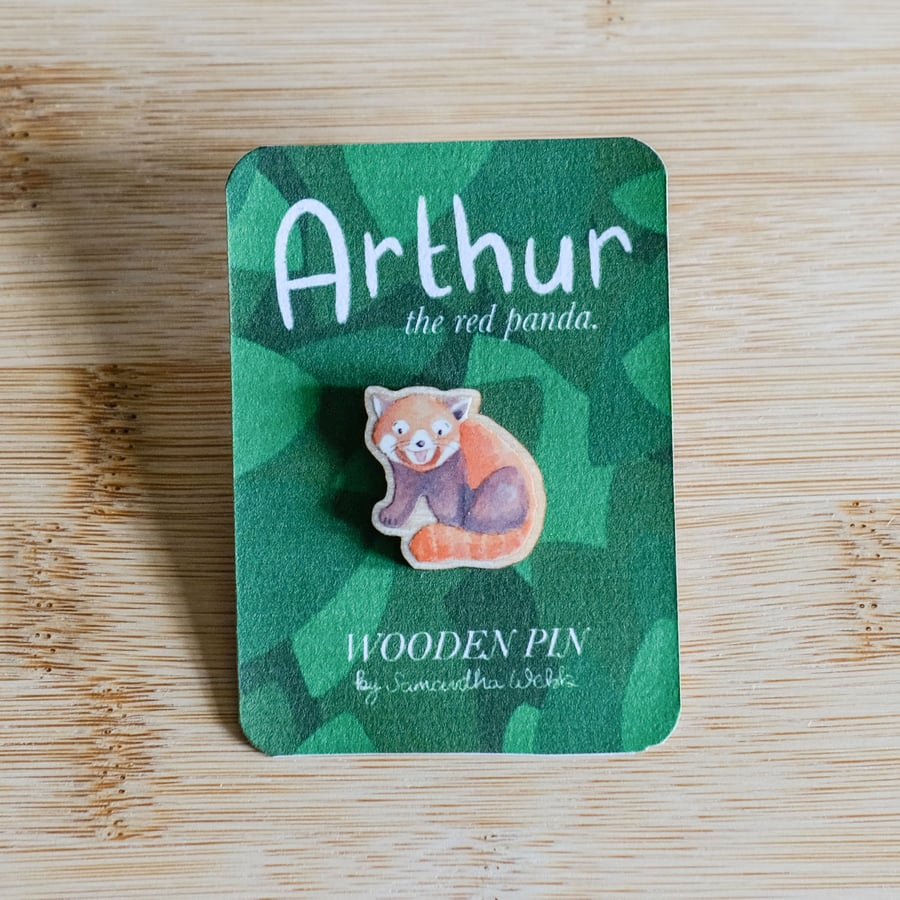 Arthur
the red panda.
WOODEN PIN
by Samantha Webb